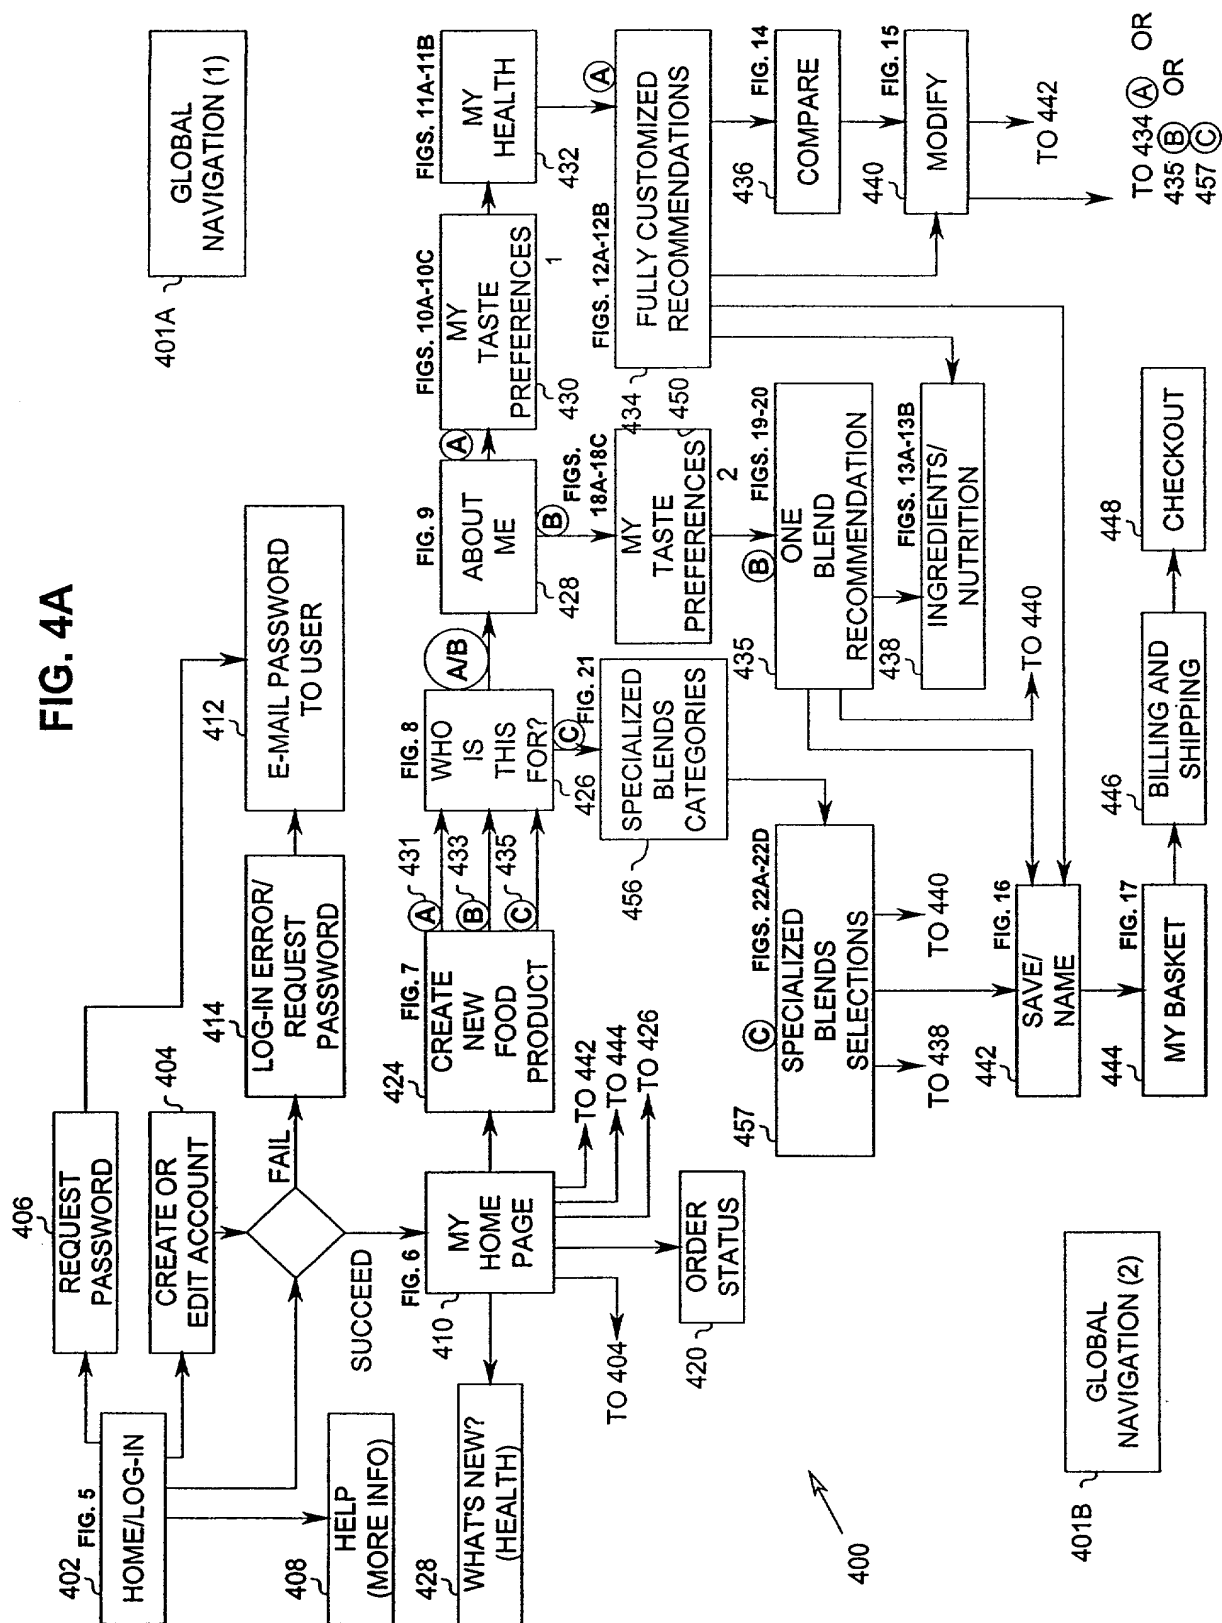 FIG. 4A
GLOBAL
NAVIGATION (1)
401A
402
FIG. 5
HOME/LOG-IN
406
REQUEST
PASSWORD
CREATE OR
EDIT ACCOUNT
404
408
HELP
(MORE INFO)
FAIL
SUCCEED
414
LOG-IN ERROR/
REQUEST
PASSWORD
412
E-MAIL PASSWORD
TO USER
428
WHAT'S NEW?
(HEALTH)
410
FIG. 6
MY
HOME
PAGE
TO 404
420
ORDER
STATUS
TO 442
TO 444
TO 426
424
FIG. 7
CREATE
NEW
FOOD
PRODUCT
A
431
B
433
C
435
FIG. 8
WHO
IS
THIS
FOR?
426
A/B
C
FIG. 21
SPECIALIZED
BLENDS
CATEGORIES
456
FIG. 9
ABOUT
ME
428
A
B
FIGS. 10A-10C
MY
TASTE
PREFERENCES
1
430
FIGS. 11A-11B
MY
HEALTH
432
FIGS.
18A-18C
MY
TASTE
PREFERENCES
2
450
A
FIGS. 12A-12B
FULLY CUSTOMIZED
RECOMMENDATIONS
434
B
FIGS. 19-20
ONE
BLEND
RECOMMENDATION
435
FIG. 14
COMPARE
436
FIGS. 13A-13B
INGREDIENTS/
NUTRITION
438
FIG. 15
MODIFY
440
TO 442
TO 434 A OR
435 B OR
457 C
TO 440
C
FIGS. 22A-22D
SPECIALIZED
BLENDS
SELECTIONS
457
TO 438
TO 440
FIG. 16
SAVE/
NAME
442
FIG. 17
MY BASKET
444
446
BILLING AND
SHIPPING
448
CHECKOUT
400
GLOBAL
NAVIGATION (2)
401B